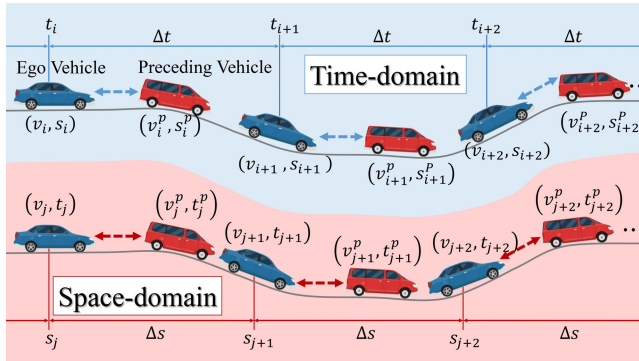 t_i t_{i+1} t_{i+2}
Δt Δt Δt
Ego Vehicle Preceding Vehicle
Time-domain
(v_i, s_i) (v_i^p, s_i^p) (v_{i+1}, s_{i+1}) (v_{i+1}^p, s_{i+1}^P) (v_{i+2}, s_{i+2}) (v_{i+2}^P, s_{i+2}^P) ...
(v_j, t_j) (v_j^p, t_j^p) (v_{j+1}, t_{j+1}) (v_{j+1}^p, t_{j+1}^p) (v_{j+2}, t_{j+2}) (v_{j+2}^p, t_{j+2}^p) ...
Space-domain
Δs Δs Δs
s_j s_{j+1} s_{j+2}